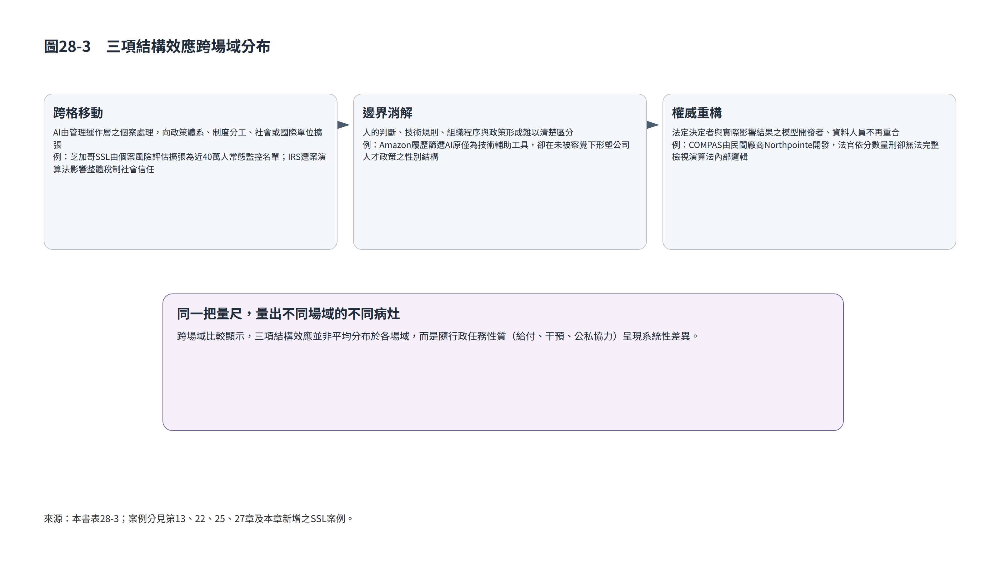 圖28-3　三項結構效應跨場域分布
跨格移動
AI由管理運作層之個案處理，向政策體系、制度分工、社會或國際單位擴
張
例：芝加哥SSL由個案風險評估擴張為近40萬人常態監控名單；IRS選案演
算法影響整體稅制社會信任
邊界消解
人的判斷、技術規則、組織程序與政策形成難以清楚區分
例：Amazon履歷篩選AI原僅為技術輔助工具，卻在未被察覺下形塑公司
人才政策之性別結構
權威重構
法定決定者與實際影響結果之模型開發者、資料人員不再重合
例：COMPAS由民間廠商Northpointe開發，法官依分數量刑卻無法完整
檢視演算法內部邏輯
同一把量尺，量出不同場域的不同病灶
跨場域比較顯示，三項結構效應並非平均分布於各場域，而是隨行政任務性質（給付、干預、公私協力）呈現系統性差異。
來源：本書表28-3；案例分見第13、22、25、27章及本章新增之SSL案例。